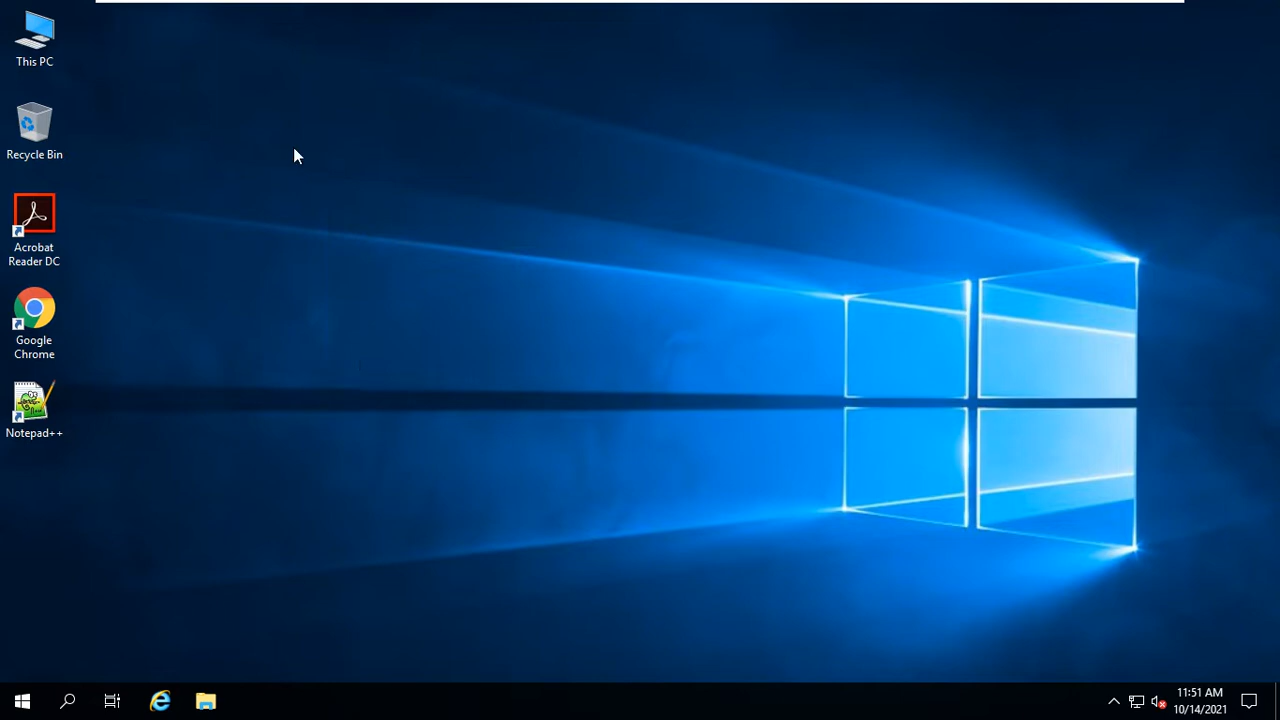 This PC
Recycle Bin
Acrobat
Reader DC
Google
Chrome
Notepad++
11:51 AM
10/14/2021